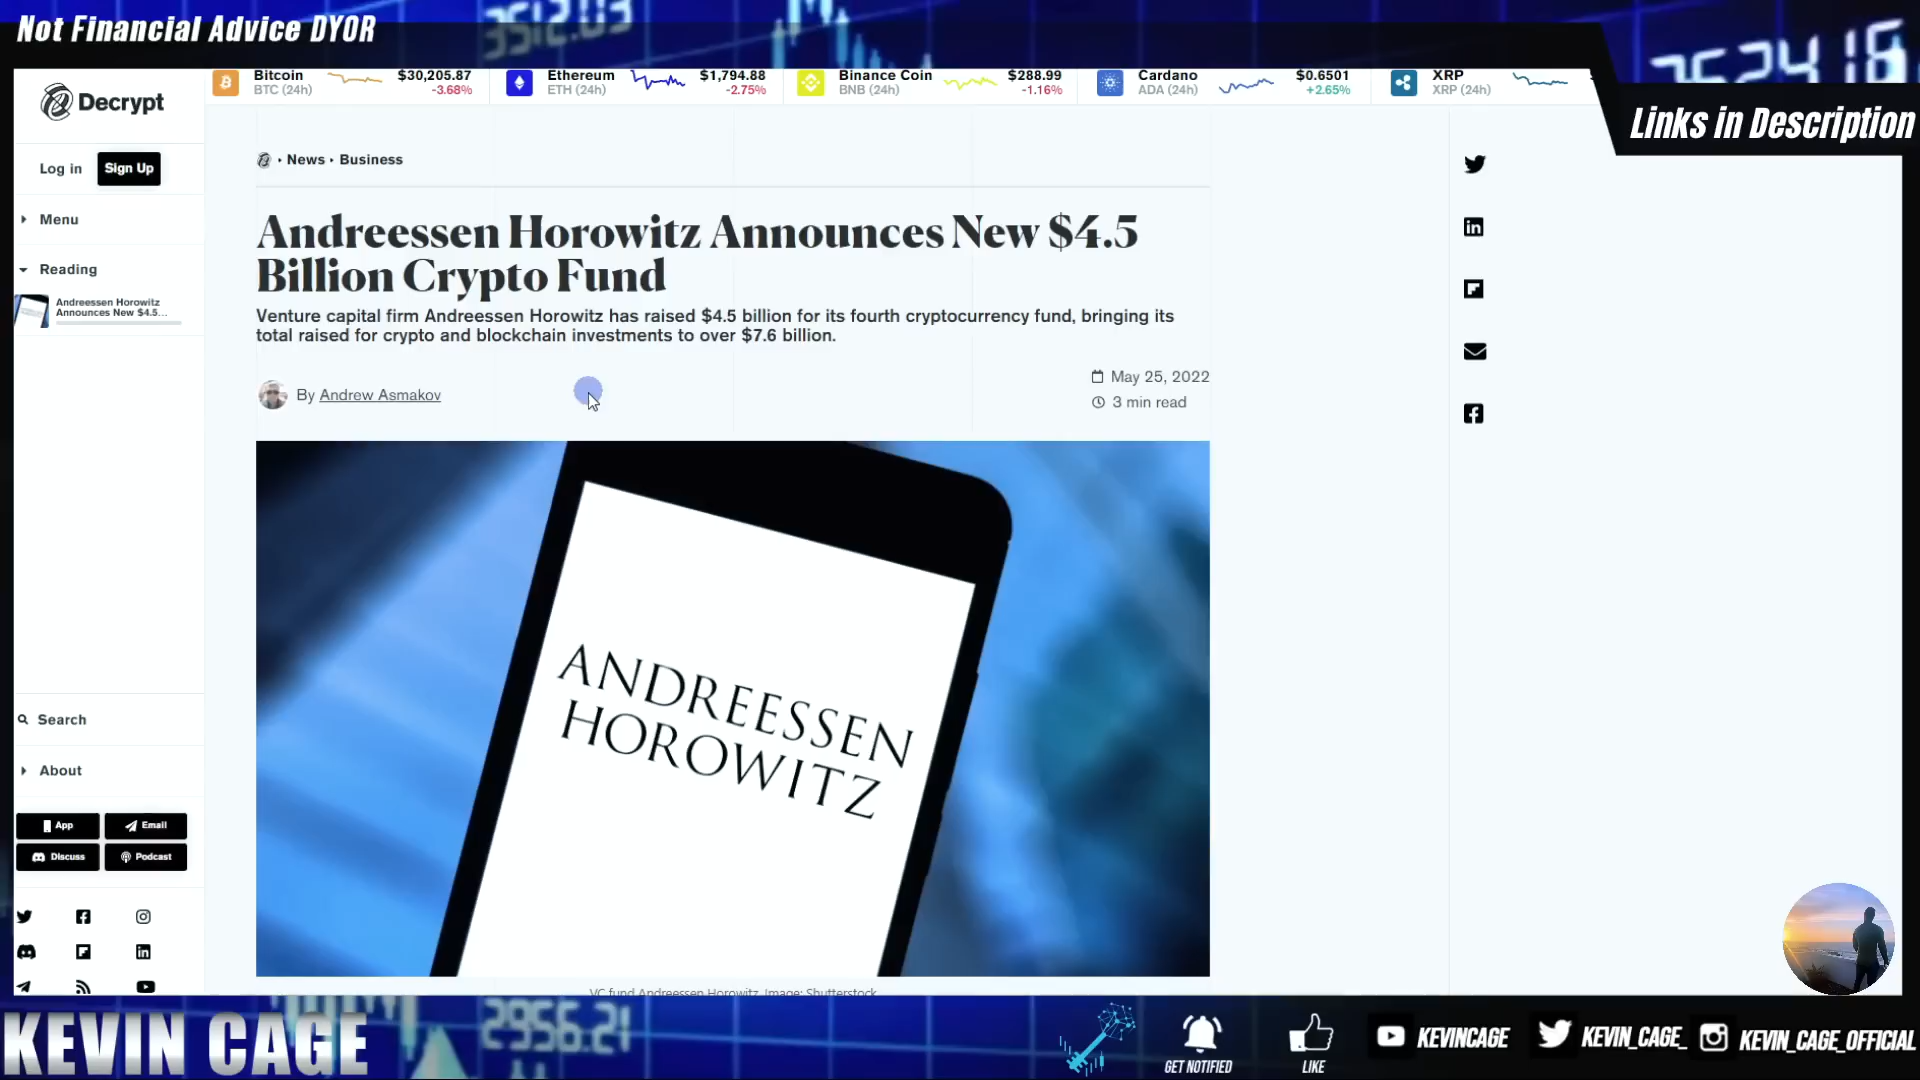 Not Financial Advice DYOR
3512.03
352418
Links in Description
Decrypt
Bitcoin $30,205.87
BTC (24h) -3.68%
Ethereum $1,794.88
ETH (24h) -2.75%
Binance Coin $288.99
BNB (24h) -1.16%
Cardano $0.6501
ADA (24h) +2.65%
XRP
XRP (24h)
Log in
Sign Up
Menu
Reading
Andreessen Horowitz
Announces New $4.5...
Search
About
App
Email
Discuss
Podcast
News · Business
Andreessen Horowitz Announces New $4.5
Billion Crypto Fund
Venture capital firm Andreessen Horowitz has raised $4.5 billion for its fourth cryptocurrency fund, bringing its
total raised for crypto and blockchain investments to over $7.6 billion.
By Andrew Asmakov
May 25, 2022
3 min read
ANDREESSEN
HOROWITZ
VC fund Andreessen Horowitz. Image: Shutterstock
KEVIN CAGE
2956.21
GET NOTIFIED
LIKE
KEVINCAGE
KEVIN_CAGE_
KEVIN_CAGE_OFFICIAL